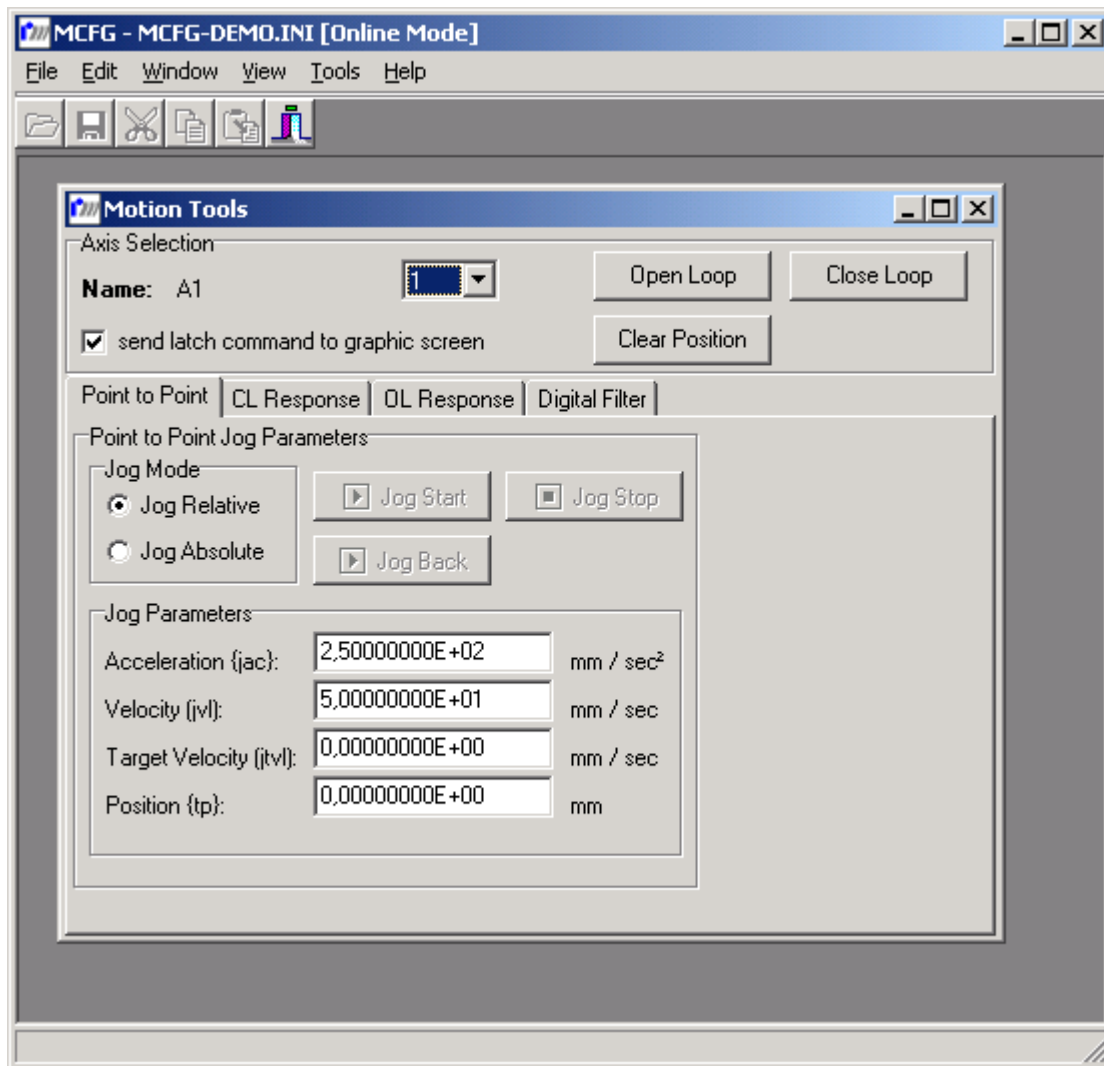 MCFG - MCFG-DEMO.INI [Online Mode]
File Edit Window View Tools Help
Motion Tools
Axis Selection
Name: A1 1 Open Loop Close Loop
send latch command to graphic screen Clear Position
Point to Point CL Response OL Response Digital Filter
Point to Point Jog Parameters
Jog Mode
Jog Relative Jog Start Jog Stop
Jog Absolute Jog Back
Jog Parameters
Acceleration {jac}: 2,50000000E+02 mm / sec²
Velocity {jvl}: 5,00000000E+01 mm / sec
Target Velocity {jtvl}: 0,00000000E+00 mm / sec
Position {tp}: 0,00000000E+00 mm